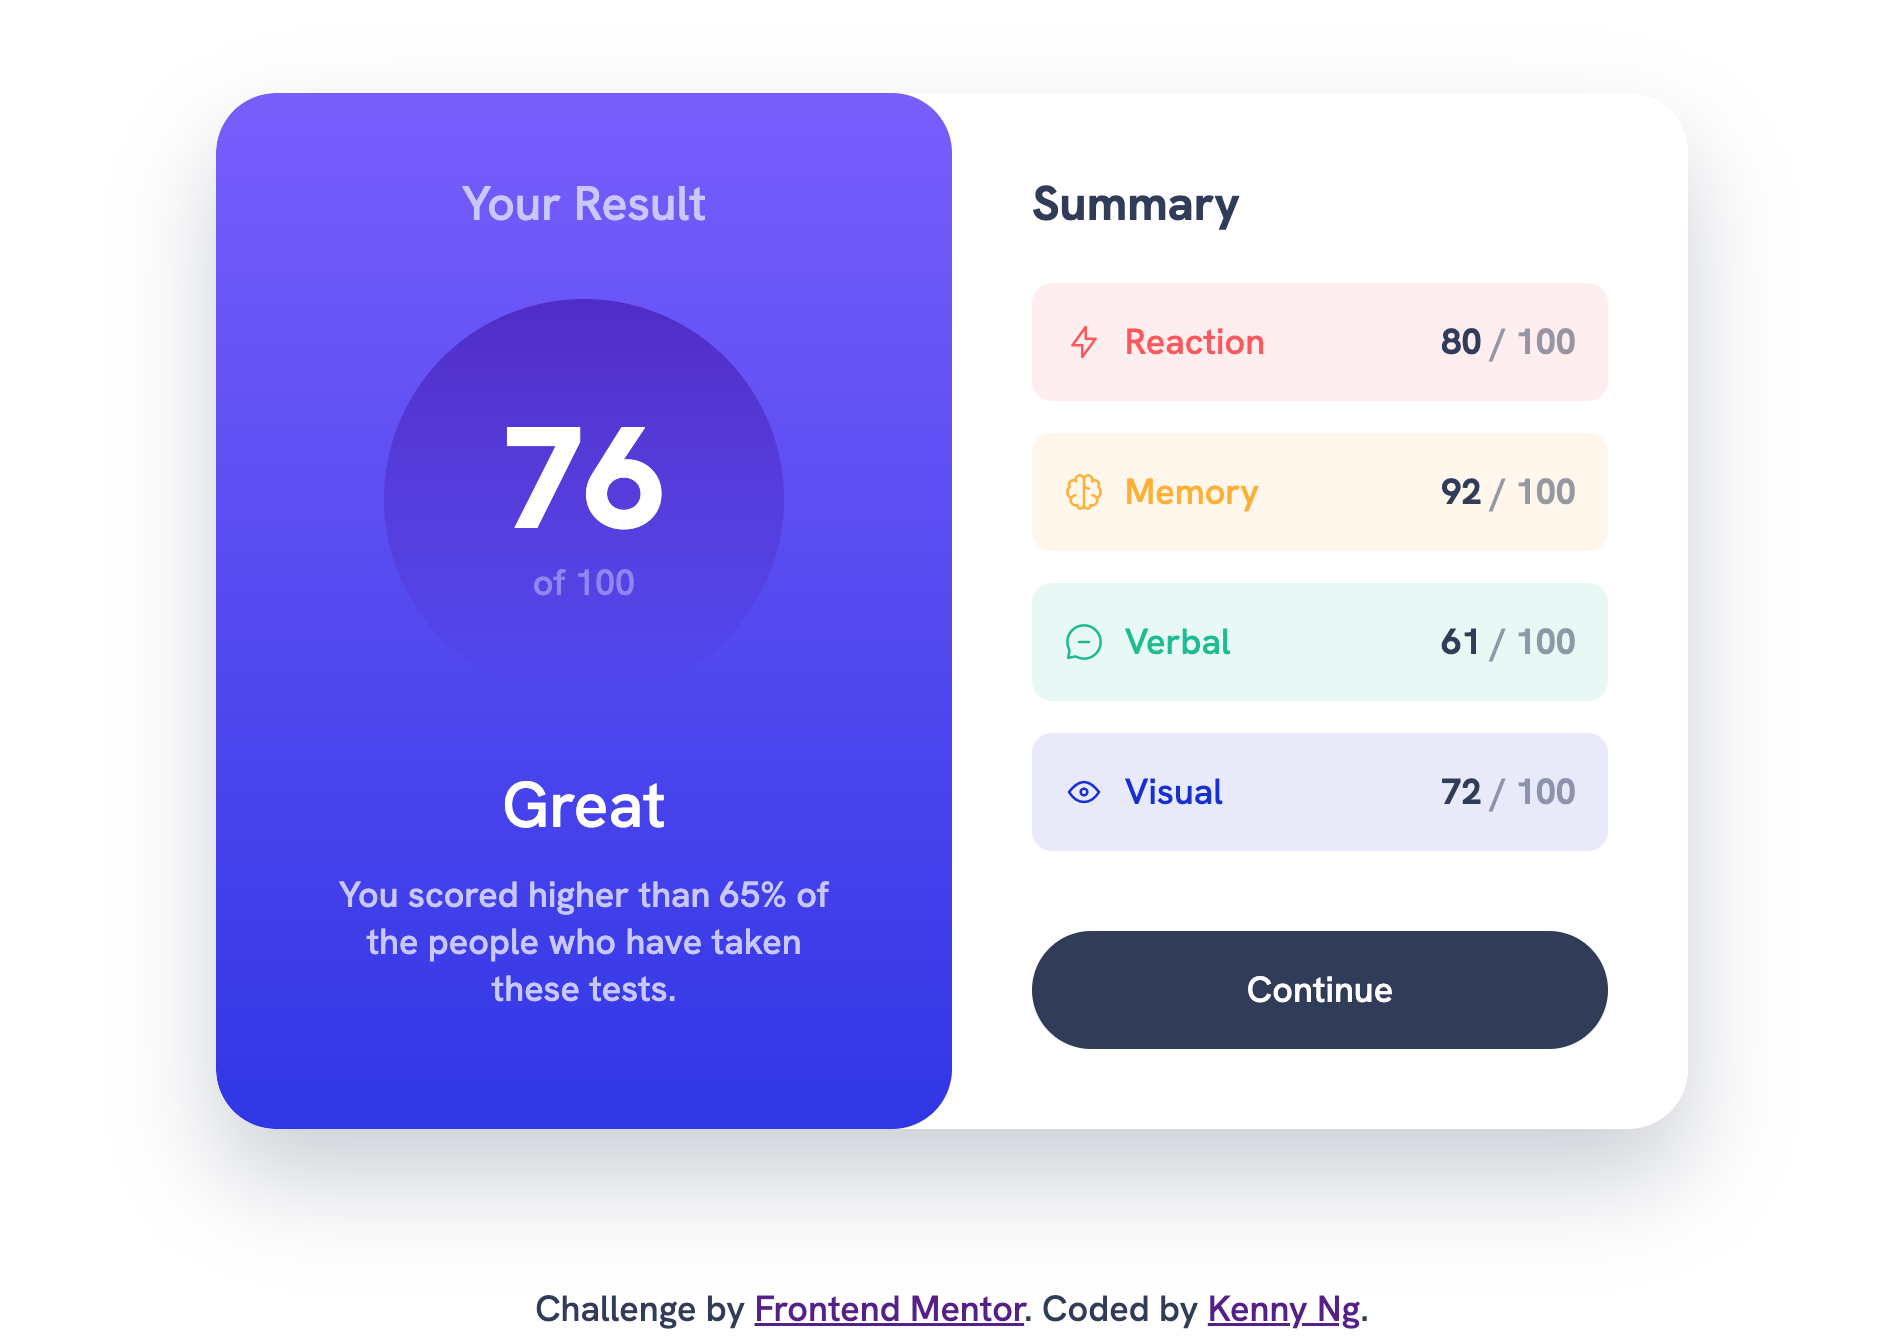 Your Result
76
of 100
Great
You scored higher than 65% of
the people who have taken
these tests.
Summary
Reaction 80 / 100
Memory 92 / 100
Verbal 61 / 100
Visual 72 / 100
Continue
Challenge by Frontend Mentor. Coded by Kenny Ng.